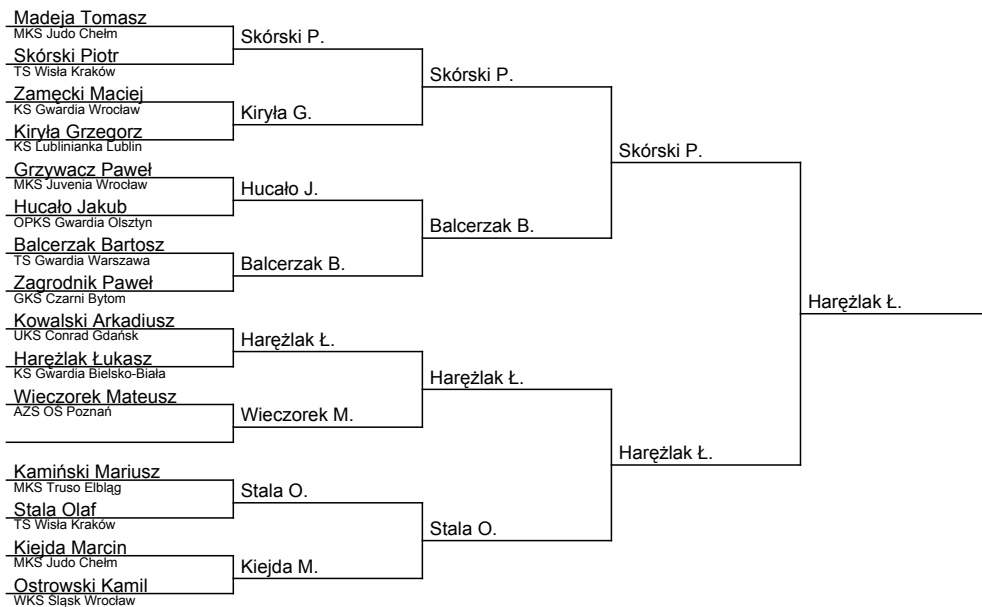 Madeja Tomasz
MKS Judo Chełm
Skórski Piotr
TS Wisła Kraków
Zamęcki Maciej
KS Gwardia Wrocław
Kiryła Grzegorz
KS Lublinianka Lublin
Grzywacz Paweł
MKS Juvenia Wrocław
Hucało Jakub
OPKS Gwardia Olsztyn
Balcerzak Bartosz
TS Gwardia Warszawa
Zagrodnik Paweł
GKS Czarni Bytom
Kowalski Arkadiusz
UKS Conrad Gdańsk
Harężlak Łukasz
KS Gwardia Bielsko-Biała
Wieczorek Mateusz
AZS OŚ Poznań
Kamiński Mariusz
MKS Truso Elbląg
Stala Olaf
TS Wisła Kraków
Kiejda Marcin
MKS Judo Chełm
Ostrowski Kamil
WKS Śląsk Wrocław
Skórski P.
Kiryła G.
Hucało J.
Balcerzak B.
Harężlak Ł.
Wieczorek M.
Stala O.
Kiejda M.
Skórski P.
Balcerzak B.
Harężlak Ł.
Stala O.
Skórski P.
Harężlak Ł.
Harężlak Ł.